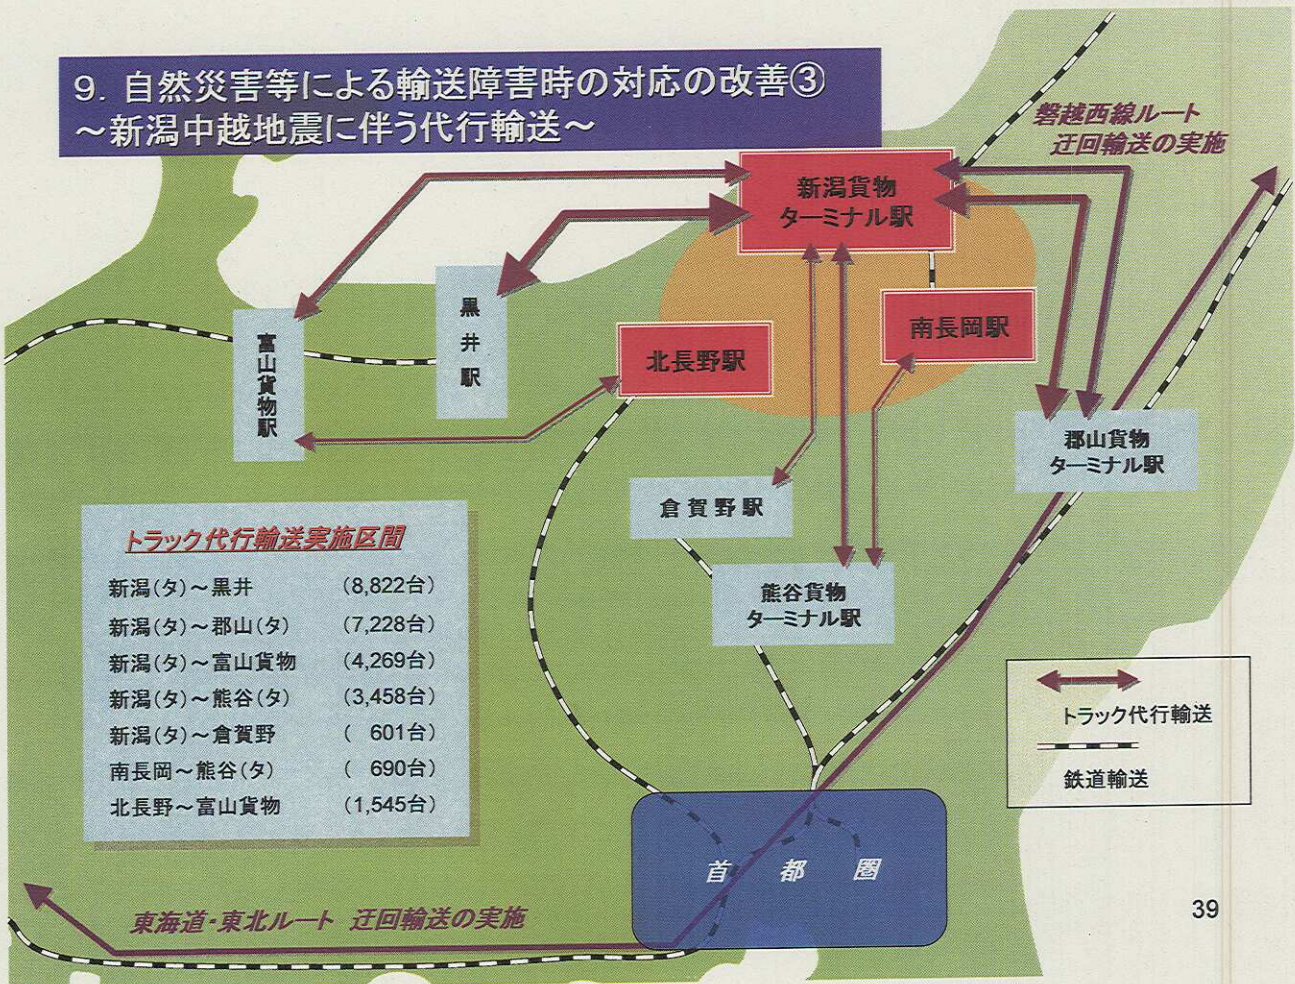 9. 自然災害等による輸送障害時の対応の改善③
～新潟中越地震に伴う代行輸送～
磐越西線ルート
迂回輸送の実施
新潟貨物
ターミナル駅
黒井駅
富山貨物駅
北長野駅
南長岡駅
郡山貨物
ターミナル駅
倉賀野駅
熊谷貨物
ターミナル駅
トラック代行輸送実施区間
新潟(タ)～黒井 (8,822台)
新潟(タ)～郡山(タ) (7,228台)
新潟(タ)～富山貨物 (4,269台)
新潟(タ)～熊谷(タ) (3,458台)
新潟(タ)～倉賀野 ( 601台)
南長岡～熊谷(タ) ( 690台)
北長野～富山貨物 (1,545台)
トラック代行輸送
鉄道輸送
首都圏
東海道・東北ルート 迂回輸送の実施
39